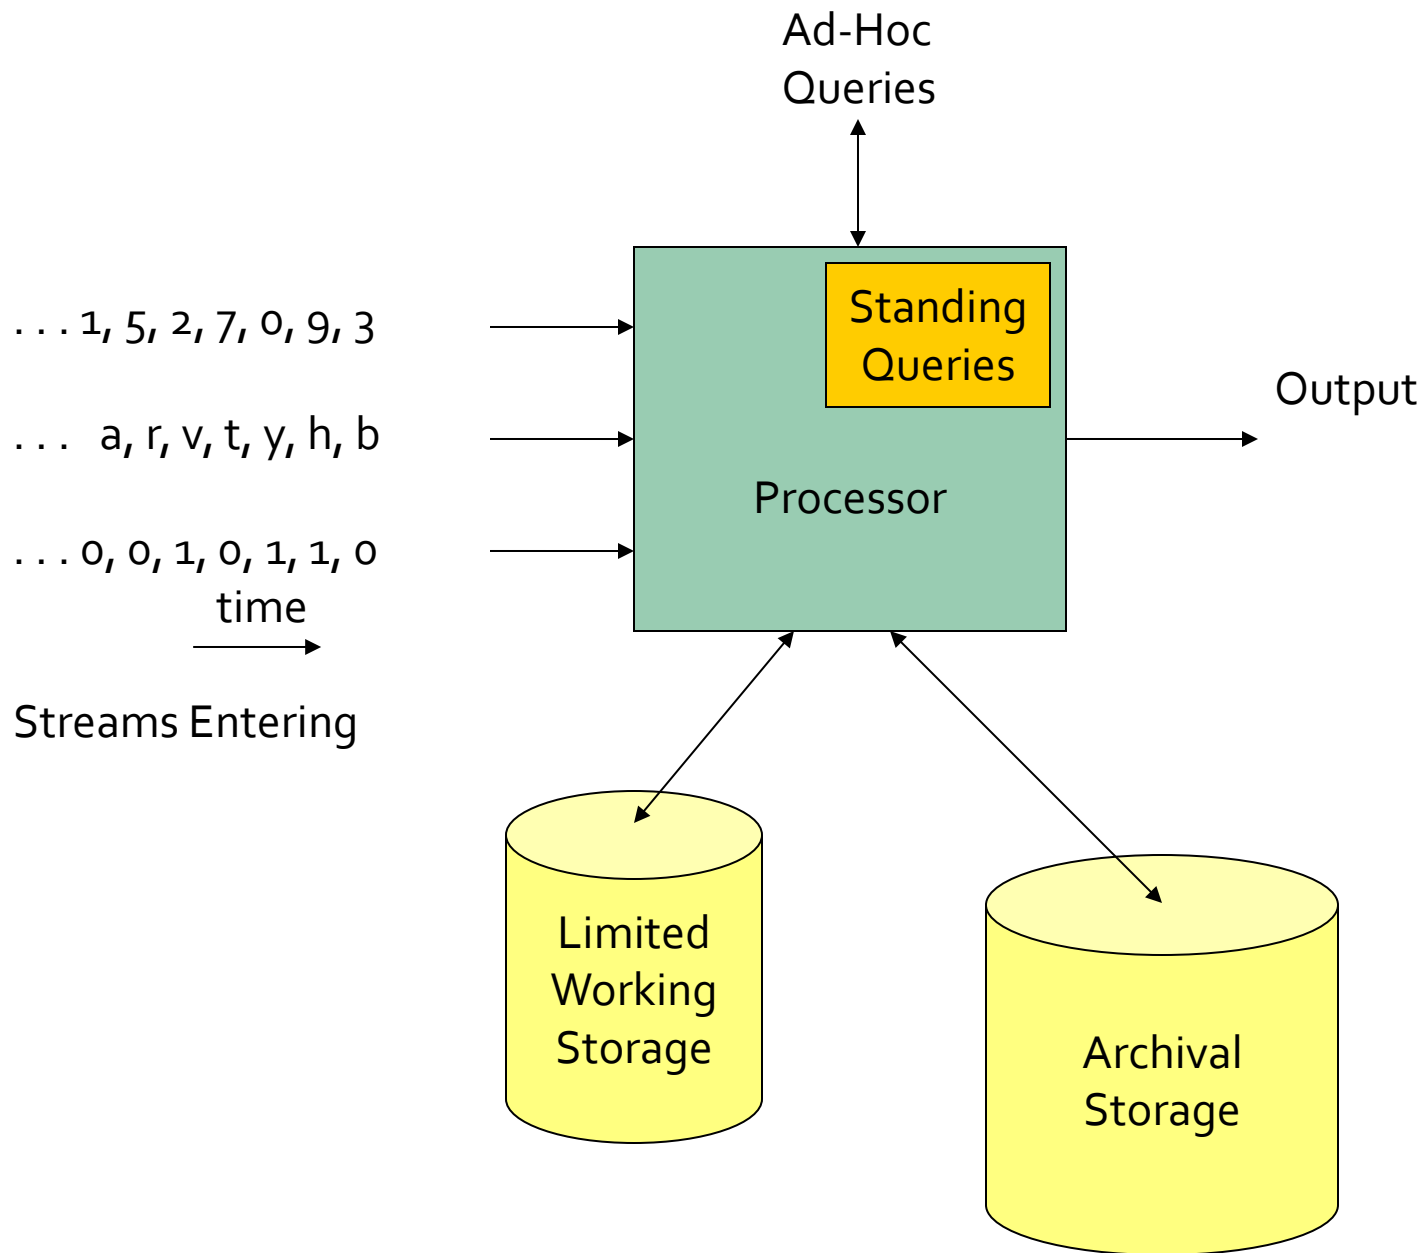 Ad-Hoc
Queries
Standing
Queries
. . . 1, 5, 2, 7, 0, 9, 3
Output
. . . a, r, v, t, y, h, b
Processor
. . . 0, 0, 1, 0, 1, 1, 0
time
Streams Entering
Limited
Working
Storage
Archival
Storage